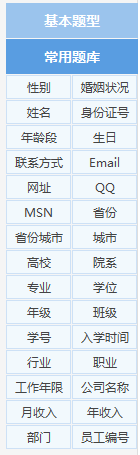 基本题型
常用题库
性别 婚姻状况
姓名 身份证号
年龄段 生日
联系方式 Email
网址 QQ
MSN 省份
省份城市 城市
高校 院系
专业 学位
年级 班级
学号 入学时间
行业 职业
工作年限 公司名称
月收入 年收入
部门 员工编号